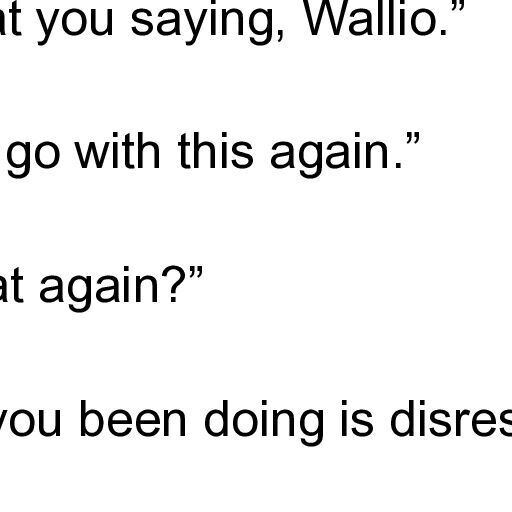 at you saying, Wallio.”
go with this again.”
at again?”
you been doing is disres